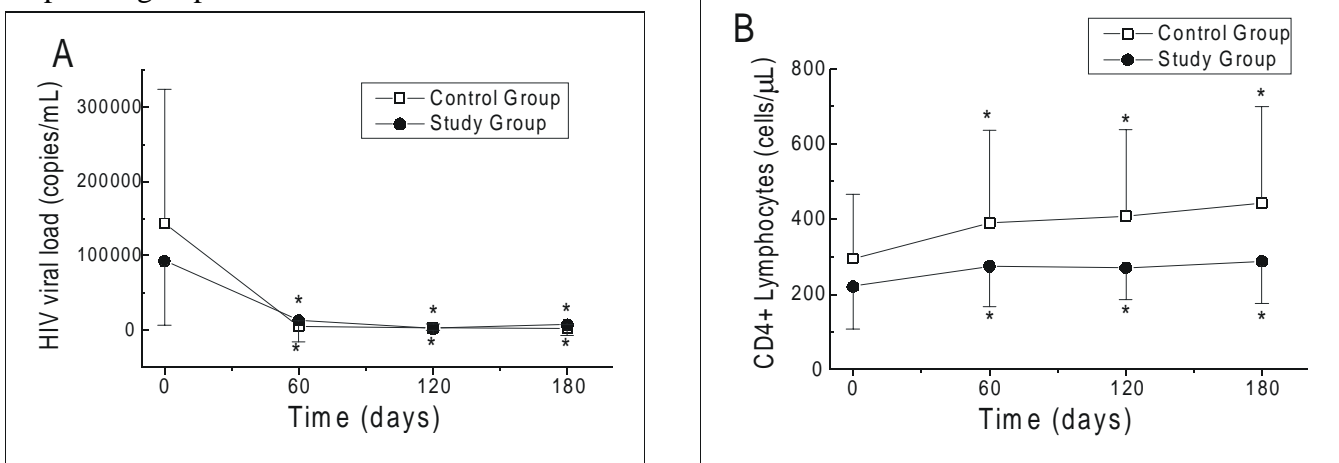 A
HIV viral load (copies/mL)
300000
200000
100000
0
Control Group
Study Group
*
*
*
*
*
*
0 60 120 180
Time (days)
B
CD4+ Lymphocytes (cells/μL)
800
600
400
200
0
Control Group
Study Group
*
*
*
*
*
*
0 60 120 180
Time (days)